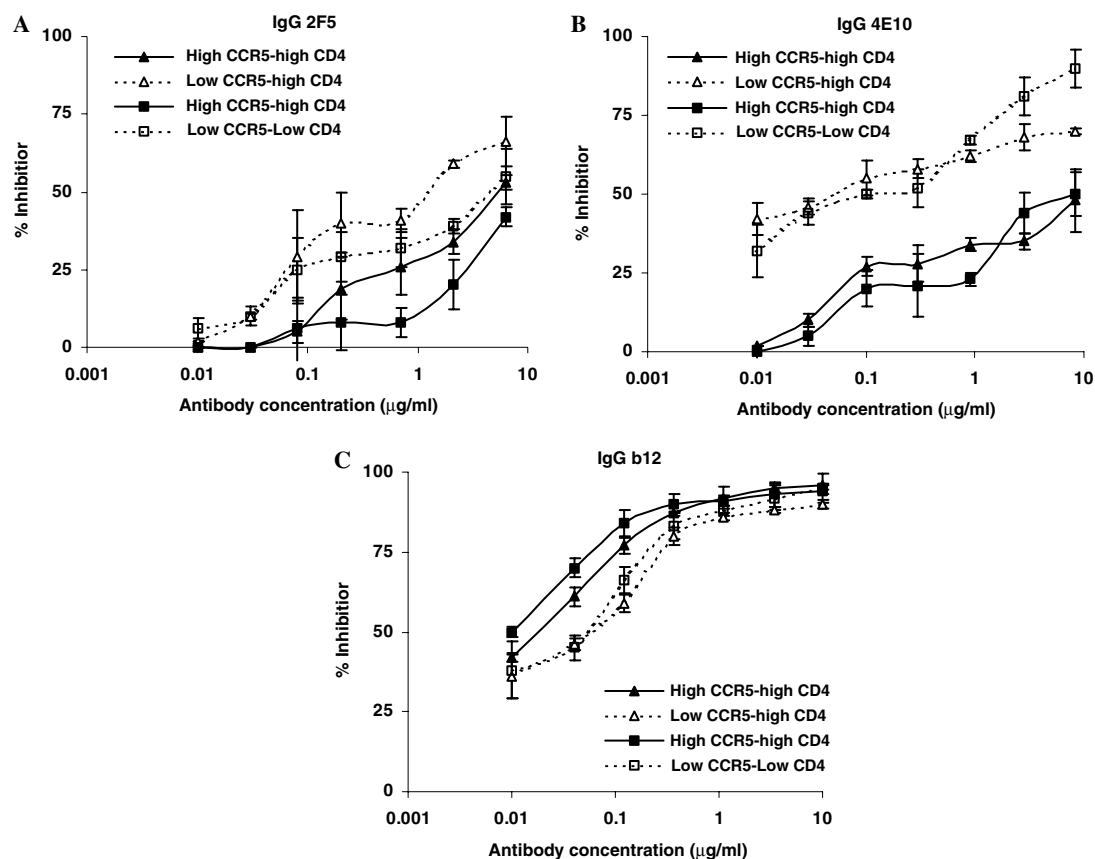 A
IgG 2F5
100
75
50
25
0
% Inhibitior
High CCR5-high CD4
Low CCR5-high CD4
High CCR5-high CD4
Low CCR5-Low CD4
0.001
0.01
0.1
1
10
Antibody concentration (μg/ml)
B
IgG 4E10
100
75
50
25
0
% Inhibitior
High CCR5-high CD4
Low CCR5-high CD4
High CCR5-high CD4
Low CCR5-Low CD4
0.001
0.01
0.1
1
10
Antibody concentration (μg/ml)
C
IgG b12
100
75
50
25
0
% Inhibitior
High CCR5-high CD4
Low CCR5-high CD4
High CCR5-high CD4
Low CCR5-Low CD4
0.001
0.01
0.1
1
10
Antibody concentration (μg/ml)